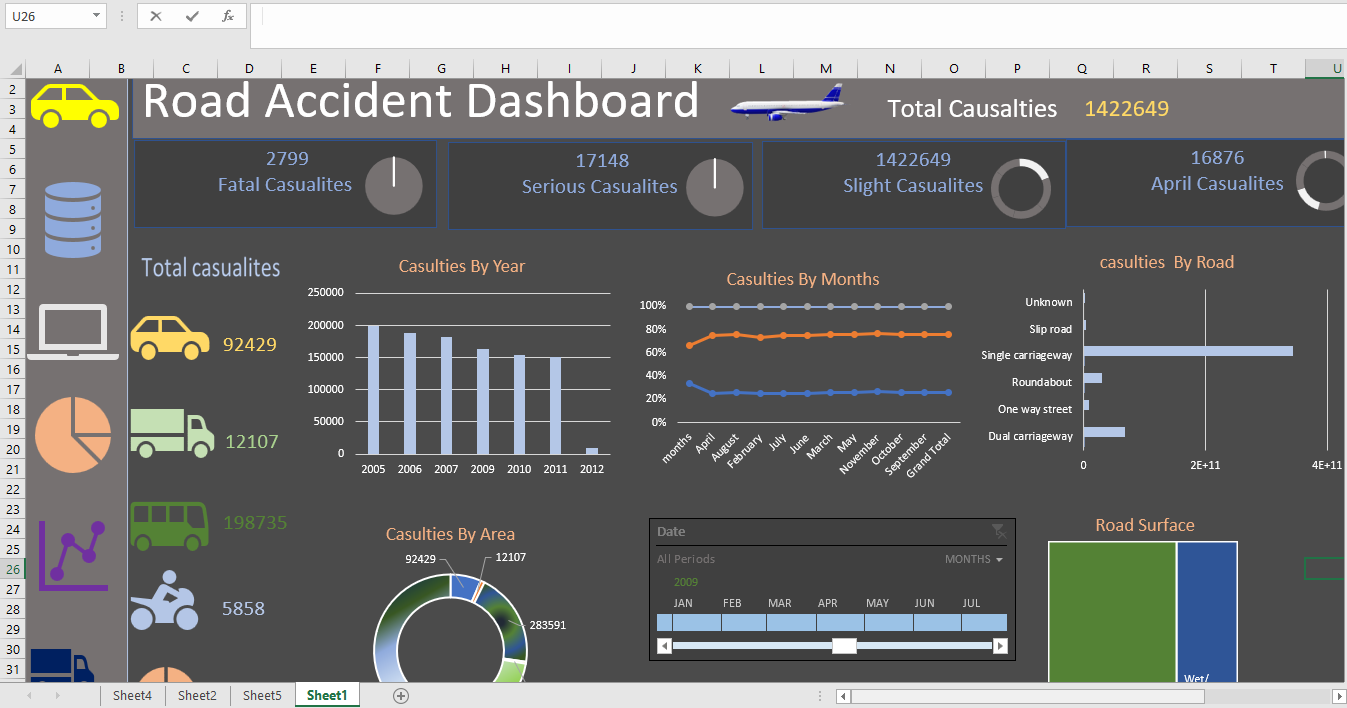 U26
fx
A B C D E F G H I J K L M N O P Q R S T U
2
3
4
5
6
7
8
9
10
11
12
13
14
15
16
17
18
19
20
21
22
23
24
25
26
27
28
29
30
31
Road Accident Dashboard
Total Causalties 1422649
2799
Fatal Casualites
17148
Serious Casualites
1422649
Slight Casualites
16876
April Casualites
Total casualites
92429
12107
198735
5858
Casulties By Year
250000
200000
150000
100000
50000
0
2005 2006 2007 2009 2010 2011 2012
Casulties By Months
100%
80%
60%
40%
20%
0%
months
April
August
February
July
June
March
May
November
October
September
Grand Total
casulties By Road
Unknown
Slip road
Single carriageway
Roundabout
One way street
Dual carriageway
0 2E+11 4E+11
Casulties By Area
92429
12107
283591
Date
All Periods MONTHS
2009
JAN FEB MAR APR MAY JUN JUL
Road Surface
Wet/
Sheet4 Sheet2 Sheet5 Sheet1